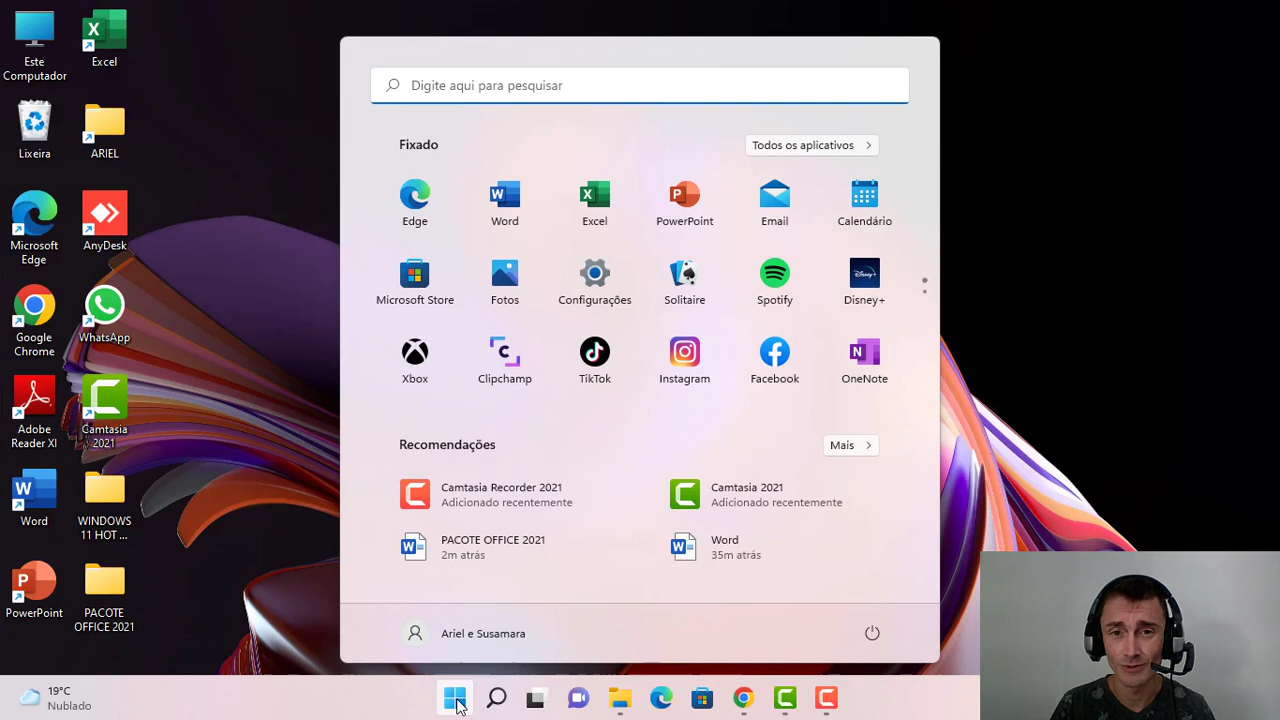 Este
Computador
Excel
Lixeira
ARIEL
Microsoft
Edge
AnyDesk
Google
Chrome
WhatsApp
Adobe
Reader XI
Camtasia
2021
Word
WINDOWS
11 HOT ...
PowerPoint
PACOTE
OFFICE 2021
Digite aqui para pesquisar
Fixado
Todos os aplicativos
Edge
Word
Excel
PowerPoint
Email
Calendário
Microsoft Store
Fotos
Configurações
Solitaire
Spotify
Disney+
Xbox
Clipchamp
TikTok
Instagram
Facebook
OneNote
Recomendações
Mais
Camtasia Recorder 2021
Adicionado recentemente
Camtasia 2021
Adicionado recentemente
PACOTE OFFICE 2021
2m atrás
Word
35m atrás
Ariel e Susamara
19°C
Nublado